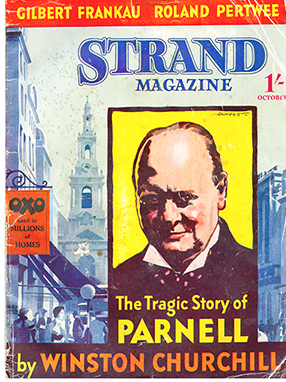 GILBERT FRANKAU ROLAND PERTWEE
STRAND
MAGAZINE
1'-
OCTOBER
OXO
used in
MILLIONS
of
HOMES
The Tragic Story of
PARNELL
by WINSTON CHURCHILL